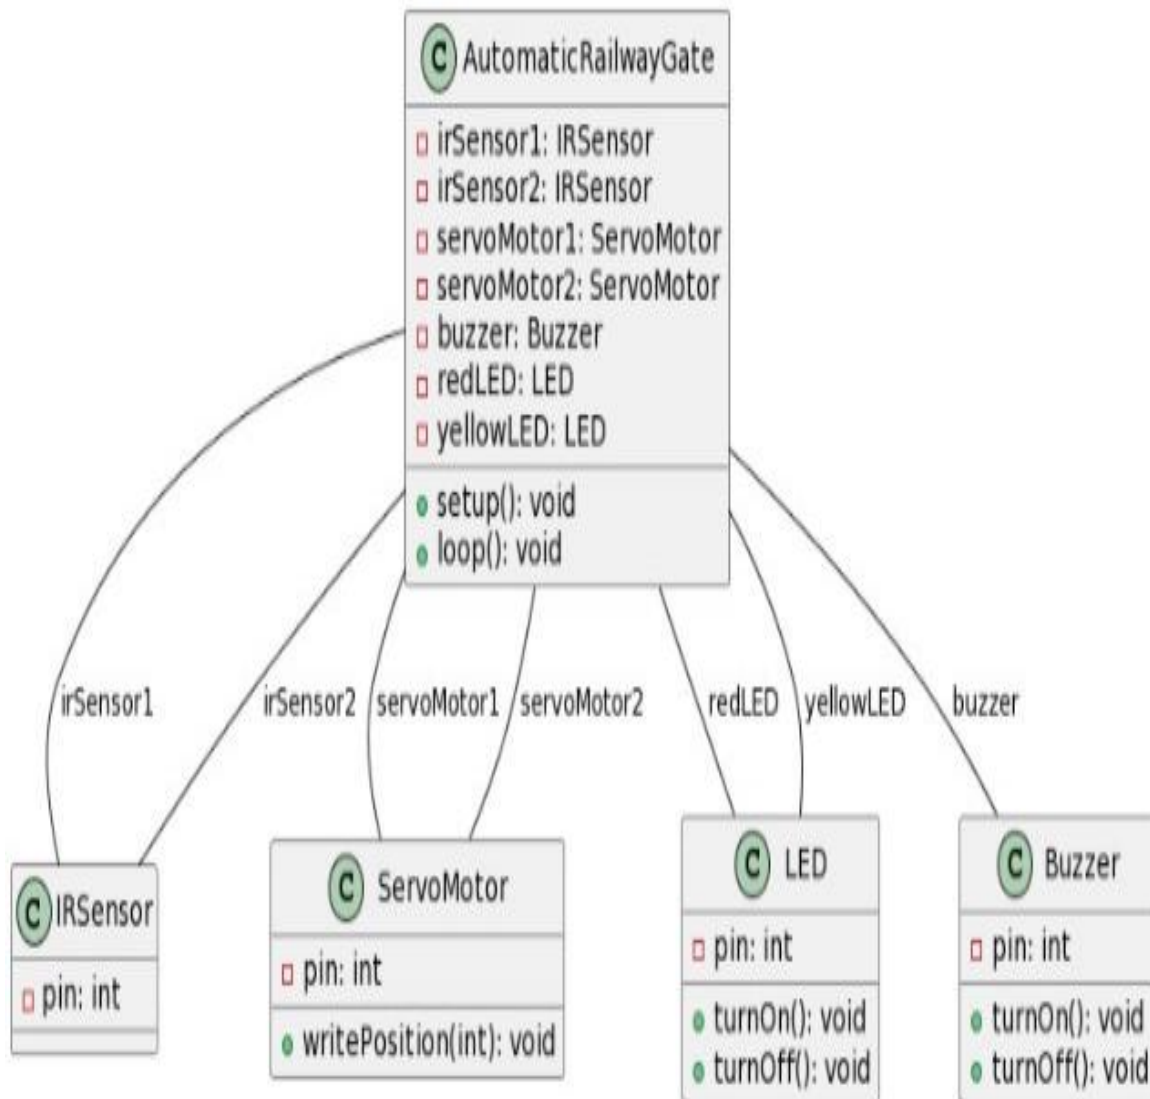 C AutomaticRailwayGate
irSensor1: IRSensor
irSensor2: IRSensor
servoMotor1: ServoMotor
servoMotor2: ServoMotor
buzzer: Buzzer
redLED: LED
yellowLED: LED
setup(): void
loop(): void
irSensor1
irSensor2
servoMotor1
servoMotor2
redLED
yellowLED
buzzer
C IRSensor
pin: int
C ServoMotor
pin: int
writePosition(int): void
C LED
pin: int
turnOn(): void
turnOff(): void
C Buzzer
pin: int
turnOn(): void
turnOff(): void